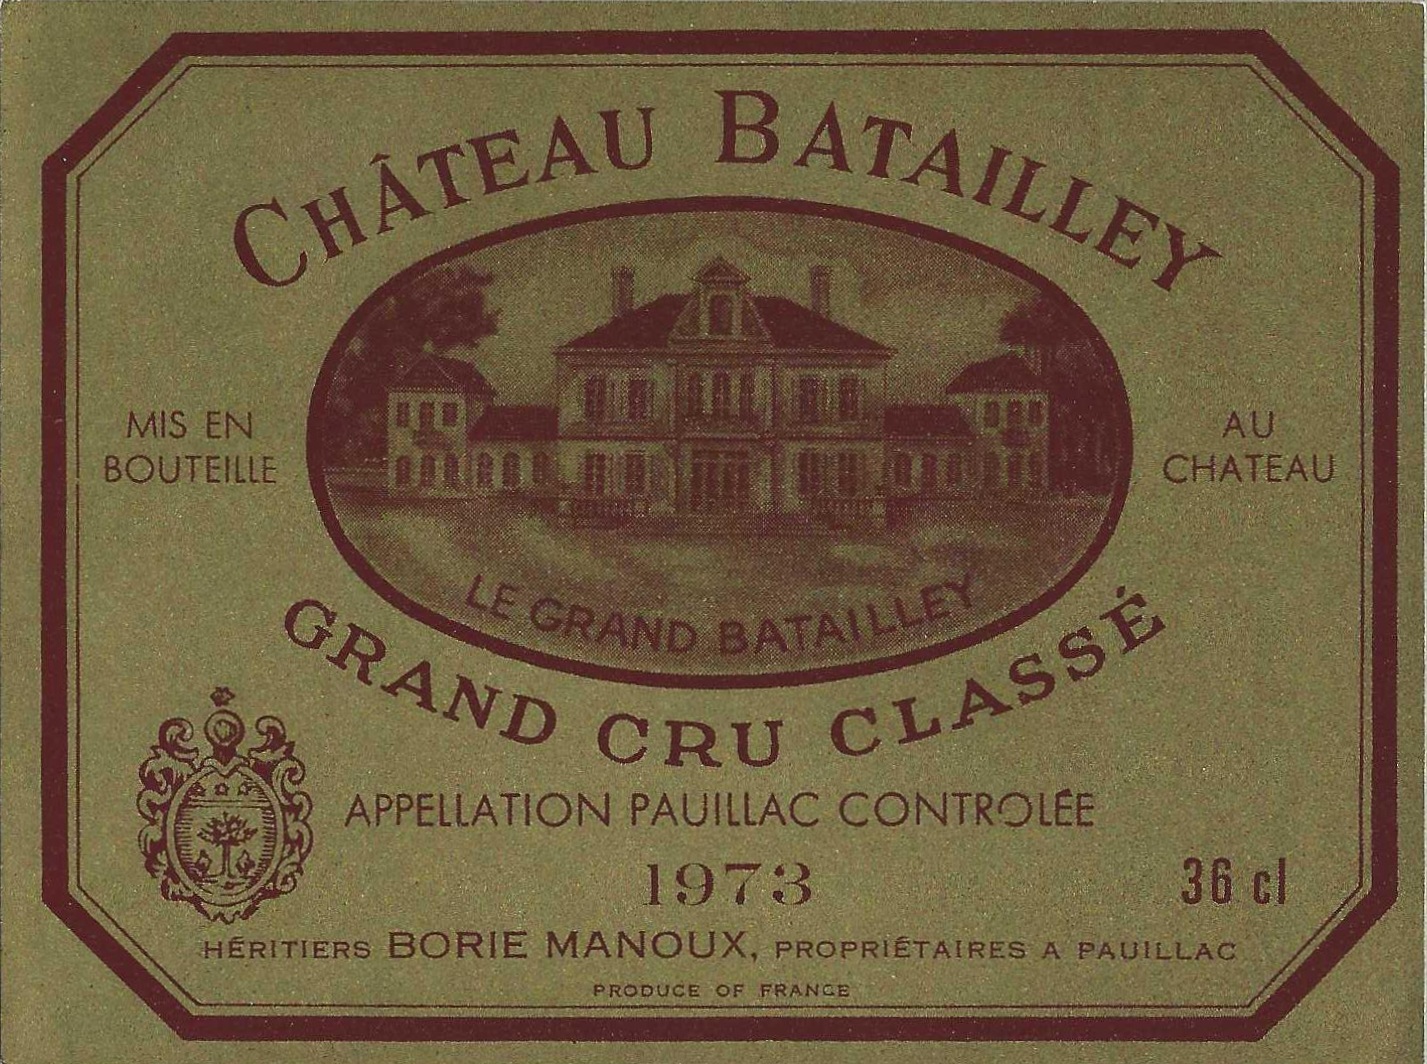 CHÂTEAU BATAILLEY
MIS EN
BOUTEILLE
AU
CHATEAU
LE GRAND BATAILLEY
GRAND CRU CLASSÉ
APPELLATION PAUILLAC CONTROLÉE
1973
36 cl
HÉRITIERS BORIE MANOUX, PROPRIÉTAIRES A PAUILLAC
PRODUCE OF FRANCE